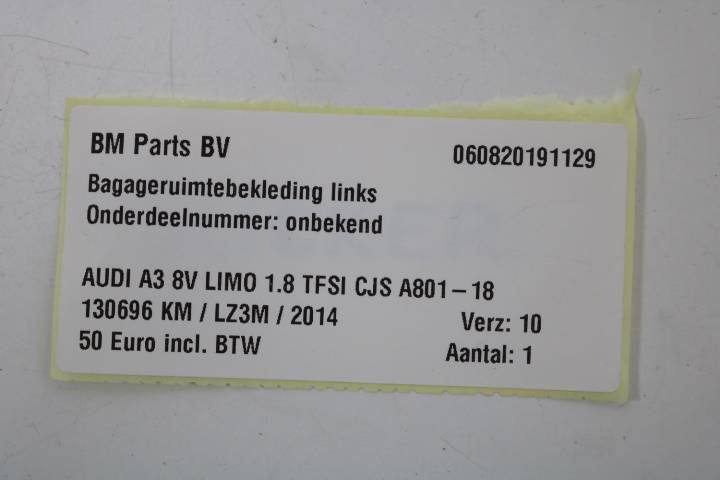 BM Parts BV 060820191129
Bagageruimtebekleding links
Onderdeelnummer: onbekend
AUDI A3 8V LIMO 1.8 TFSI CJS A801-18
130696 KM / LZ3M / 2014 Verz: 10
50 Euro incl. BTW Aantal: 1